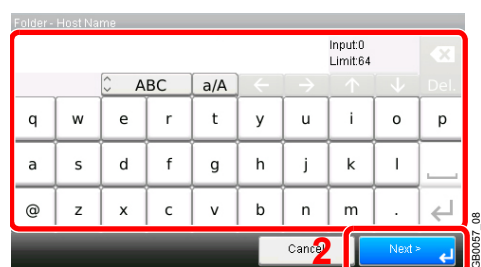 Folder - Host Name
Input:0
Limit:64
ABC a/A Del.
q w e r t y u i o p
a s d f g h j k l
@ z x c v b n m .
Cancel 2 Next >
GB0057_08